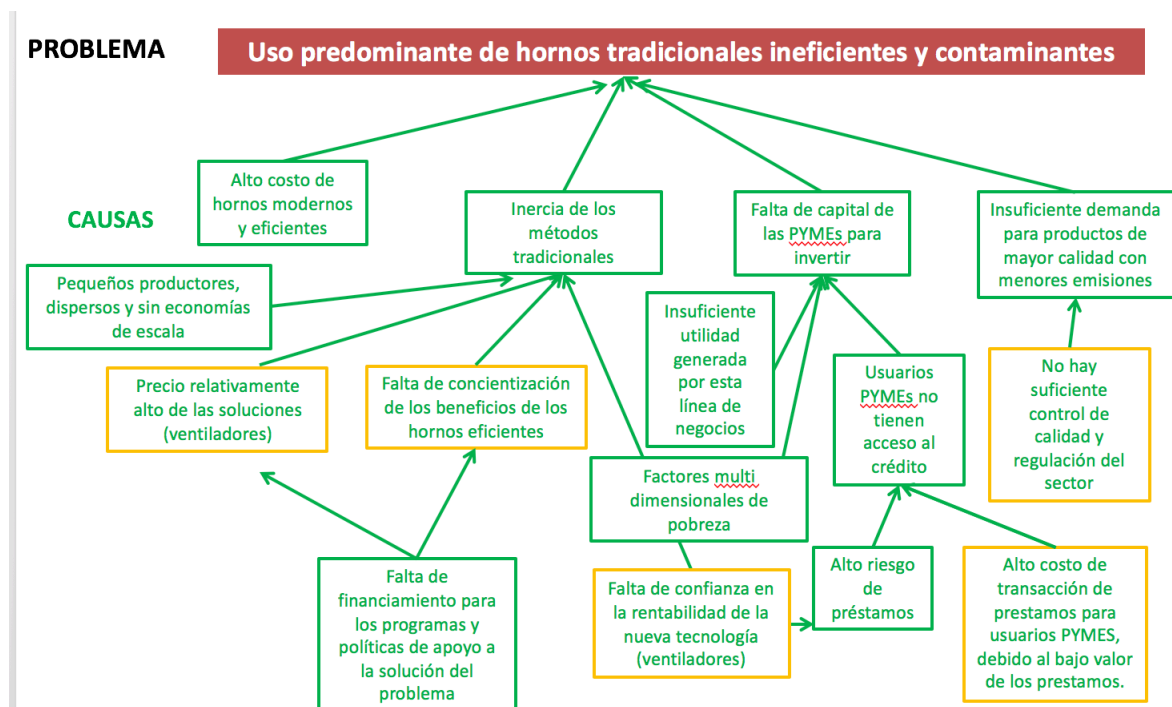 PROBLEMA
Uso predominante de hornos tradicionales ineficientes y contaminantes
CAUSAS
Alto costo de
hornos modernos
y eficientes
Inercia de los
métodos
tradicionales
Falta de capital de
las PYMEs para
invertir
Insuficiente demanda
para productos de
mayor calidad con
menores emisiones
Pequeños productores,
dispersos y sin economías
de escala
Insuficiente
utilidad
generada
por esta
línea de
negocios
Precio relativamente
alto de las soluciones
(ventiladores)
Falta de concientización
de los beneficios de los
hornos eficientes
Usuarios
PYMEs no
tienen
acceso al
crédito
No hay
suficiente
control de
calidad y
regulación del
sector
Factores multi
dimensionales de
pobreza
Falta de
financiamiento para
los programas y
políticas de apoyo a
la solución del
problema
Falta de confianza en
la rentabilidad de la
nueva tecnología
(ventiladores)
Alto riesgo
de
préstamos
Alto costo de
transacción de
prestamos para
usuarios PYMES,
debido al bajo valor
de los prestamos.